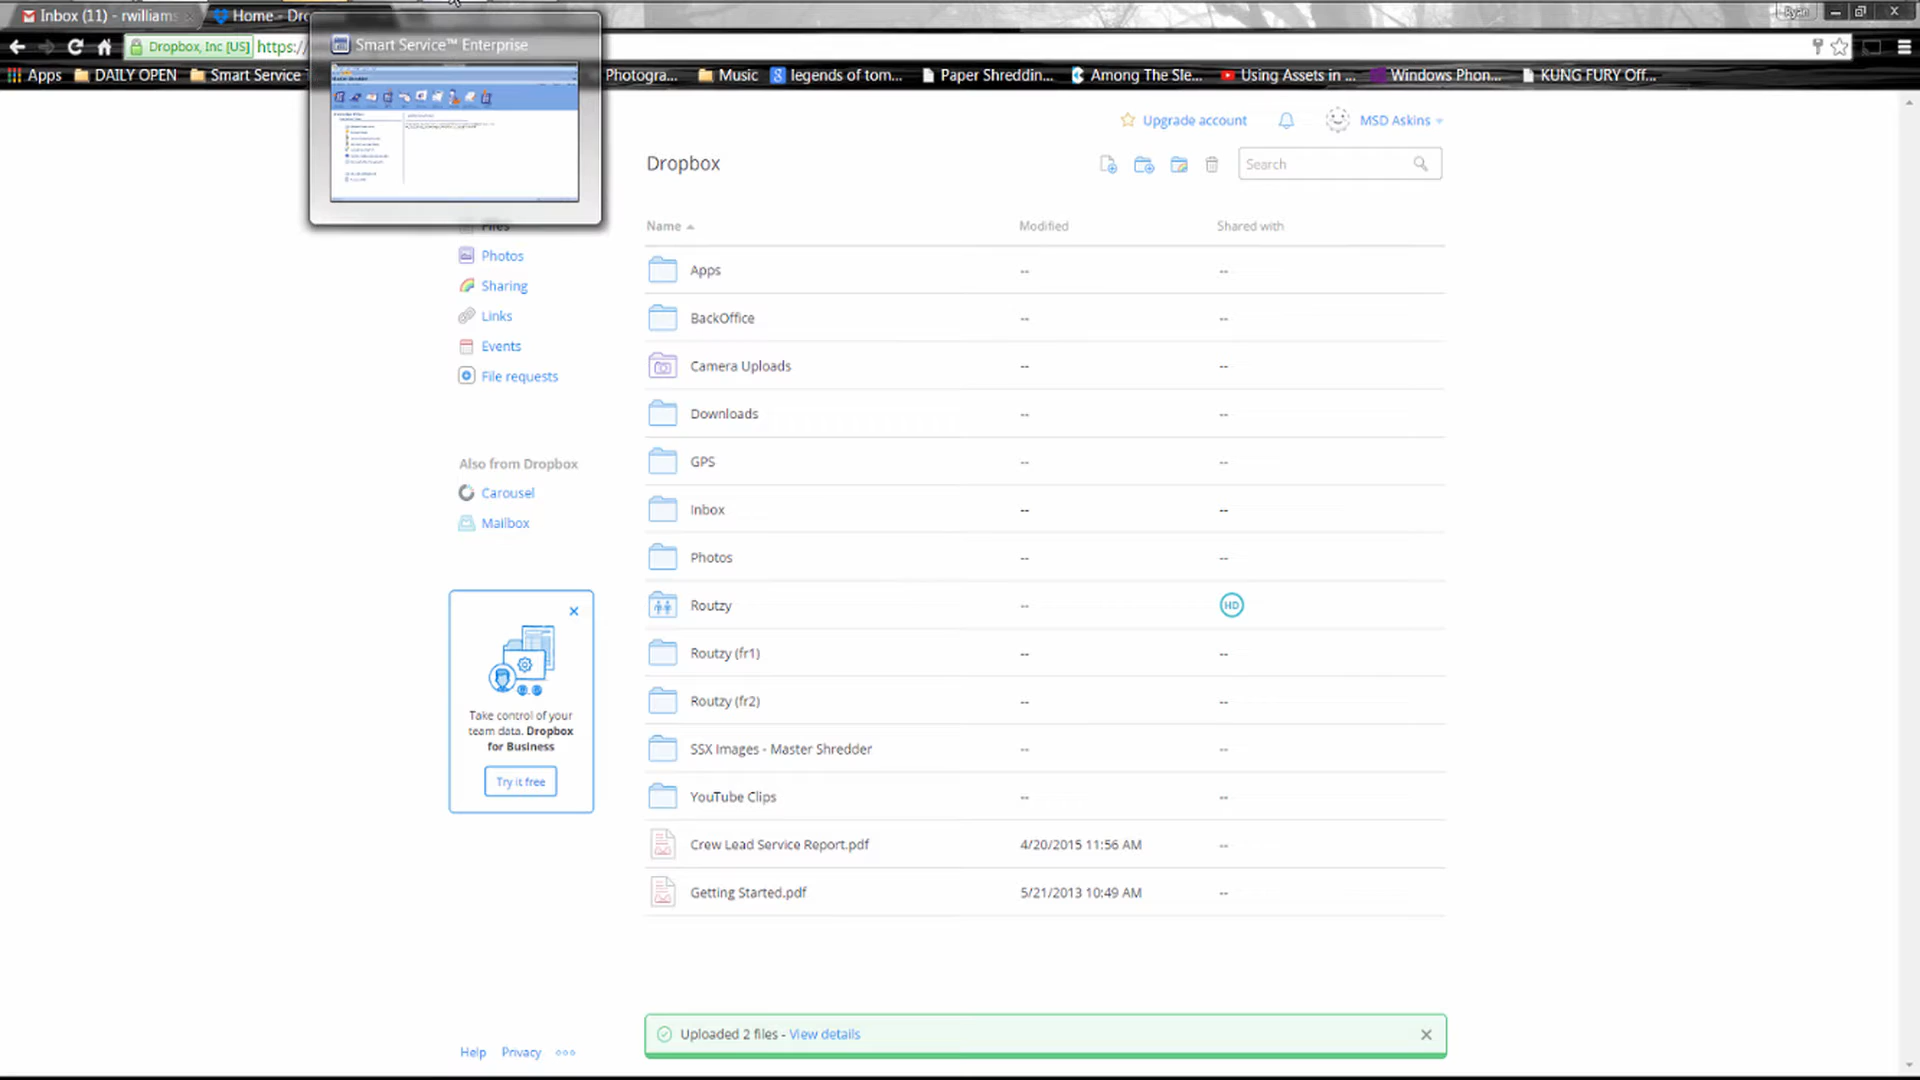 Inbox (11) - rwilliams
Home - Dro
Ryan
Dropbox, Inc [US] https://
Smart Service™ Enterprise
Apps DAILY OPEN Smart Service Photogra... Music legends of tom... Paper Shreddin... Among The Sle... Using Assets in ... Windows Phon... KUNG FURY Off...
Upgrade account MSD Askins
Dropbox
Search
Files
Photos
Sharing
Links
Events
File requests
Also from Dropbox
Carousel
Mailbox
Take control of your
team data. Dropbox
for Business
Try it free
Name Modified Shared with
Apps -- --
BackOffice -- --
Camera Uploads -- --
Downloads -- --
GPS -- --
Inbox -- --
Photos -- --
Routzy -- HD
Routzy (fr1) -- --
Routzy (fr2) -- --
SSX Images - Master Shredder -- --
YouTube Clips -- --
Crew Lead Service Report.pdf 4/20/2015 11:56 AM --
Getting Started.pdf 5/21/2013 10:49 AM --
Uploaded 2 files - View details
Help Privacy